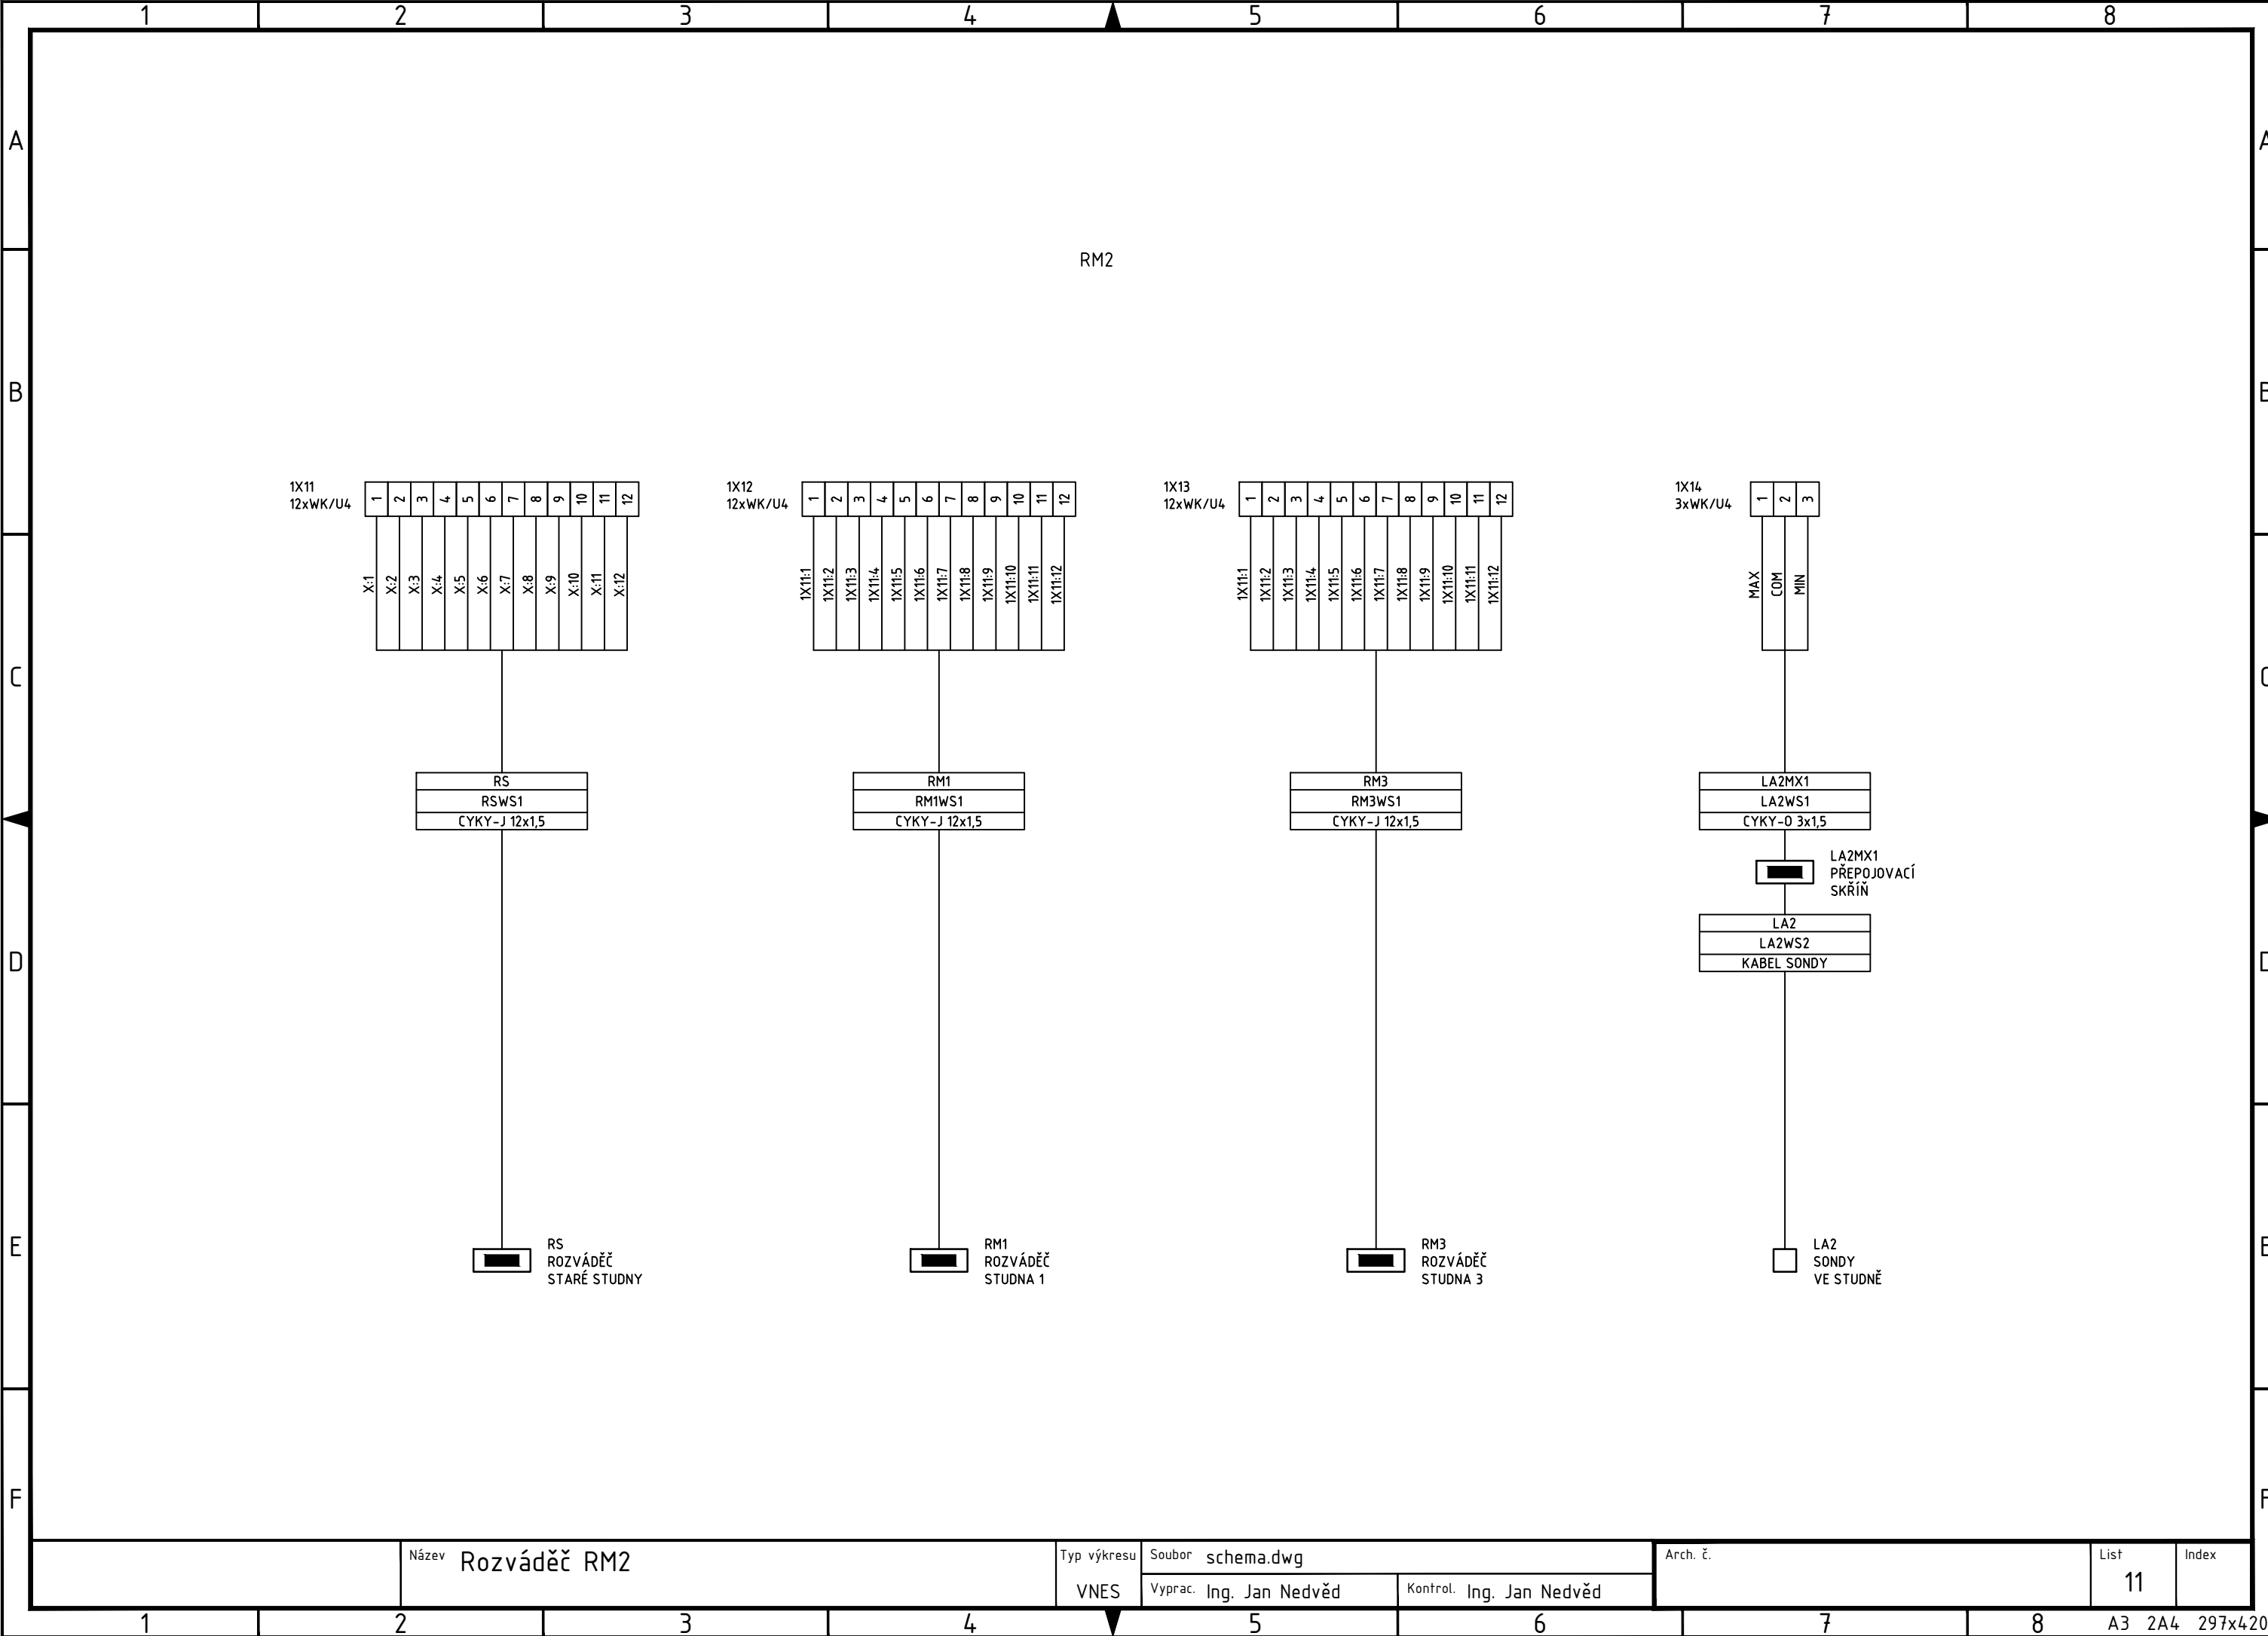 1 2 3 4 5 6 7 8
A A
RM2
B B
1X11
12xWK/U4
1 2 3 4 5 6 7 8 9 10 11 12
X:1 X:2 X:3 X:4 X:5 X:6 X:7 X:8 X:9 X:10 X:11 X:12
1X12
12xWK/U4
1 2 3 4 5 6 7 8 9 10 11 12
1X11:1 1X11:2 1X11:3 1X11:4 1X11:5 1X11:6 1X11:7 1X11:8 1X11:9 1X11:10 1X11:11 1X11:12
1X13
12xWK/U4
1 2 3 4 5 6 7 8 9 10 11 12
1X11:1 1X11:2 1X11:3 1X11:4 1X11:5 1X11:6 1X11:7 1X11:8 1X11:9 1X11:10 1X11:11 1X11:12
1X14
3xWK/U4
1 2 3
MAX COM MIN
C C
RS
RSWS1
CYKY-J 12x1,5
RM1
RM1WS1
CYKY-J 12x1,5
RM3
RM3WS1
CYKY-J 12x1,5
LA2MX1
LA2WS1
CYKY-O 3x1,5
LA2MX1
PŘEPOJOVACÍ
SKŘÍŇ
LA2
LA2WS2
KABEL SONDY
D D
E E
RS
ROZVÁDĚČ
STARÉ STUDNY
RM1
ROZVÁDĚČ
STUDNA 1
RM3
ROZVÁDĚČ
STUDNA 3
LA2
SONDY
VE STUDNĚ
F F
Název Rozváděč RM2
Typ výkresu
VNES
Soubor schema.dwg
Vyprac. Ing. Jan Nedvěd
Kontrol. Ing. Jan Nedvěd
Arch. č.
List
11
Index
1 2 3 4 5 6 7 8
A3 2A4 297x420